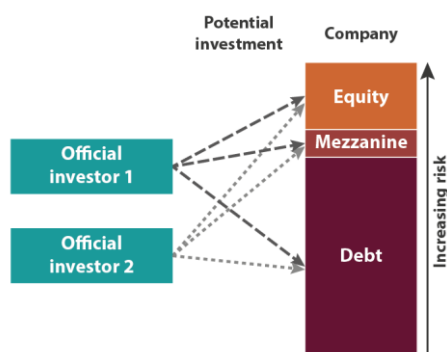 Potential
investment
Company
Equity
Mezzanine
Debt
Official
investor 1
Official
investor 2
Increasing risk